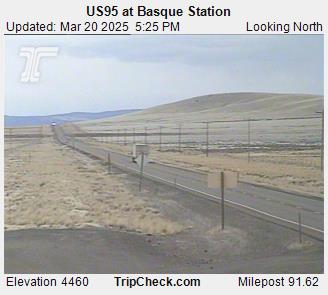 US95 at Basque Station
Updated: Mar 20 2025 5:25 PM Looking North
Elevation 4460 TripCheck.com Milepost 91.62